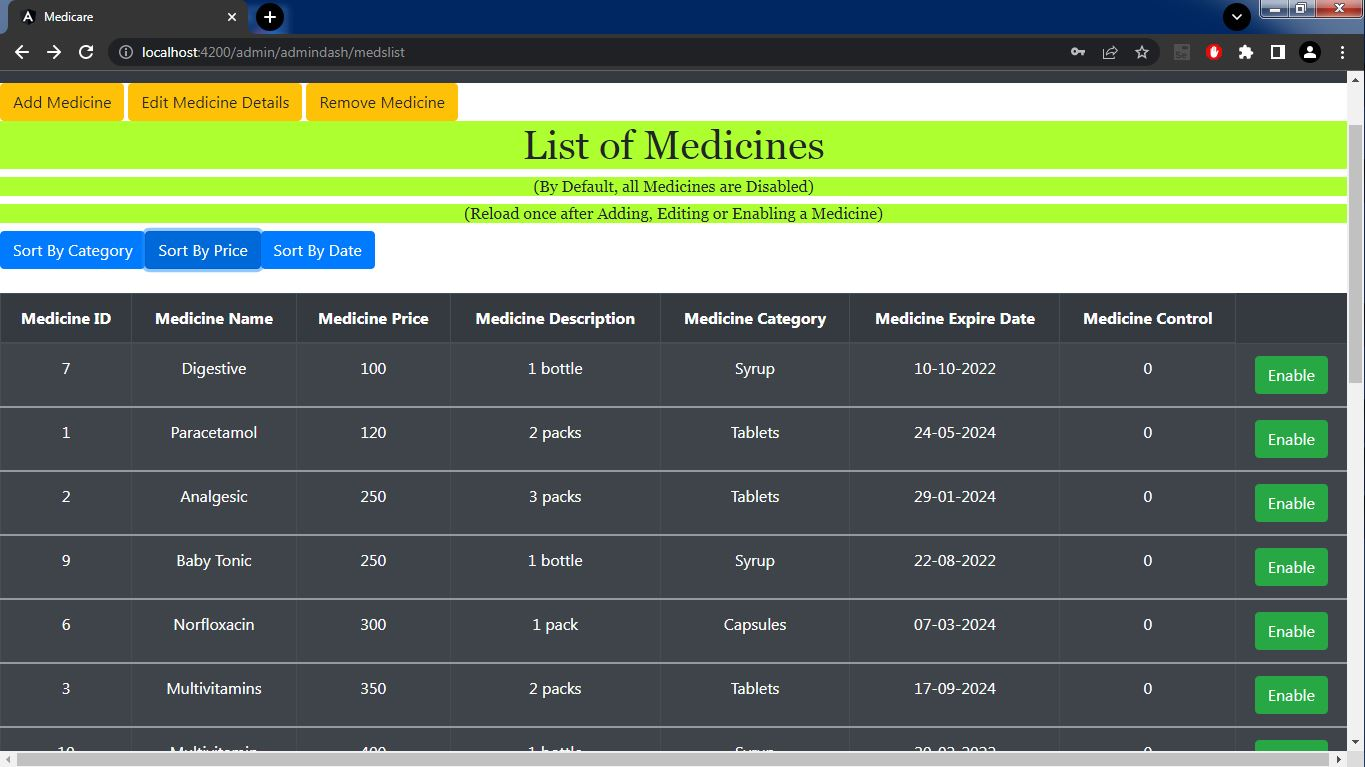 Medicare
localhost:4200/admin/admindash/medslist
Add Medicine Edit Medicine Details Remove Medicine
List of Medicines
(By Default, all Medicines are Disabled)
(Reload once after Adding, Editing or Enabling a Medicine)
Sort By Category Sort By Price Sort By Date
Medicine ID Medicine Name Medicine Price Medicine Description Medicine Category Medicine Expire Date Medicine Control
7 Digestive 100 1 bottle Syrup 10-10-2022 0 Enable
1 Paracetamol 120 2 packs Tablets 24-05-2024 0 Enable
2 Analgesic 250 3 packs Tablets 29-01-2024 0 Enable
9 Baby Tonic 250 1 bottle Syrup 22-08-2022 0 Enable
6 Norfloxacin 300 1 pack Capsules 07-03-2024 0 Enable
3 Multivitamins 350 2 packs Tablets 17-09-2024 0 Enable